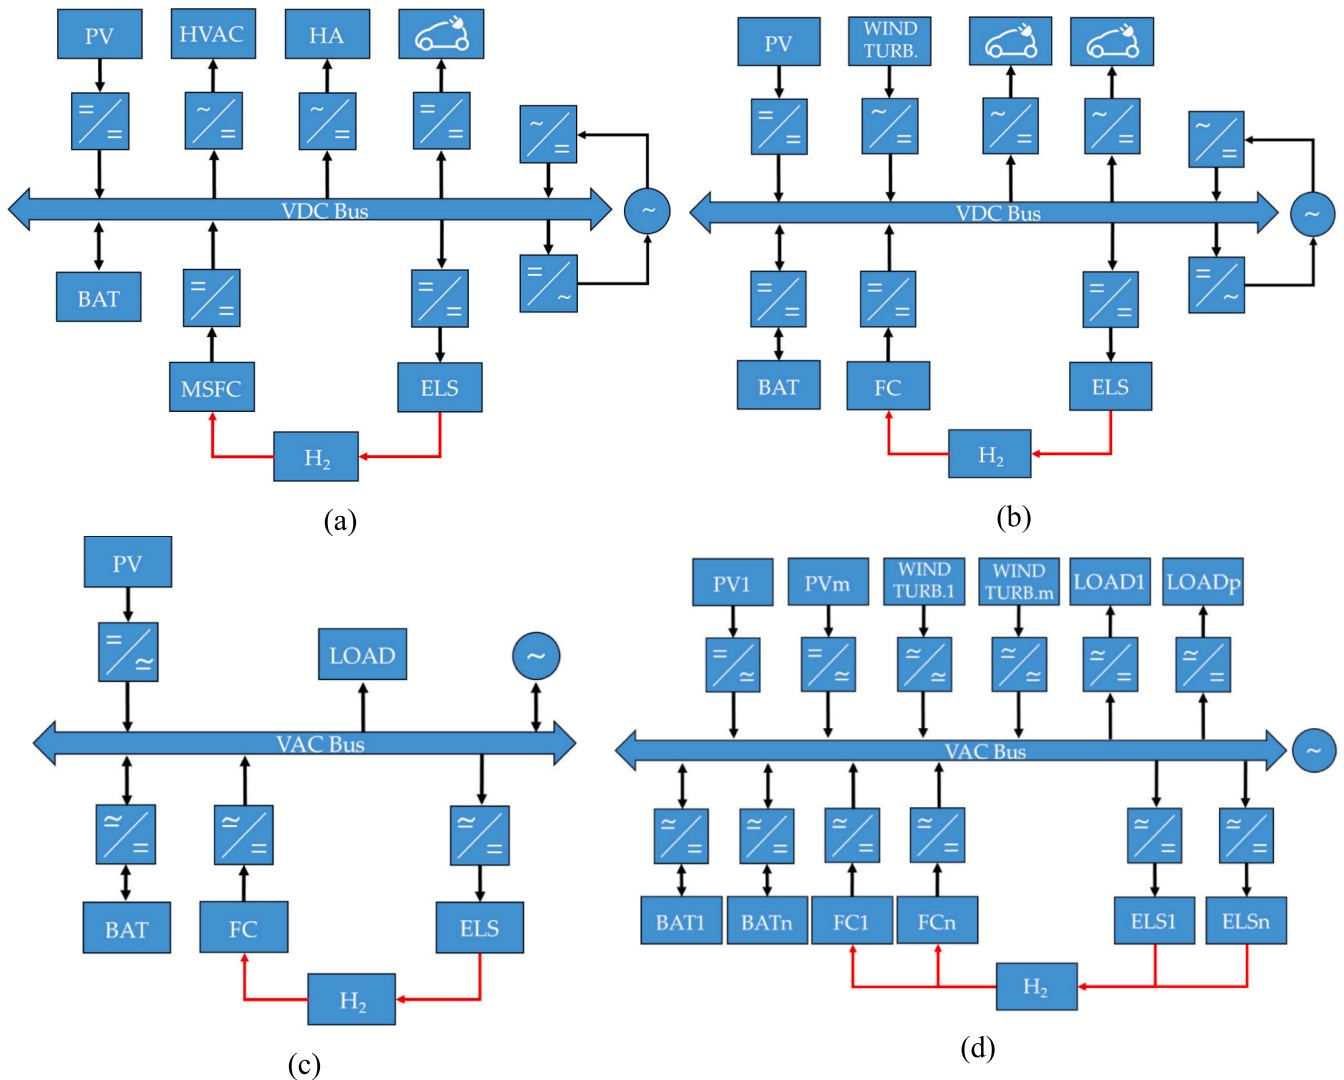 PV HVAC HA
VDC Bus
BAT
MSFC ELS
H₂
(a)
PV WIND
TURB.
VDC Bus
BAT FC ELS
H₂
(b)
PV
LOAD
VAC Bus
BAT FC ELS
H₂
(c)
PV1 PVm WIND
TURB.1 WIND
TURB.m LOAD1 LOADp
VAC Bus
BAT1 BATn FC1 FCn ELS1 ELSn
H₂
(d)